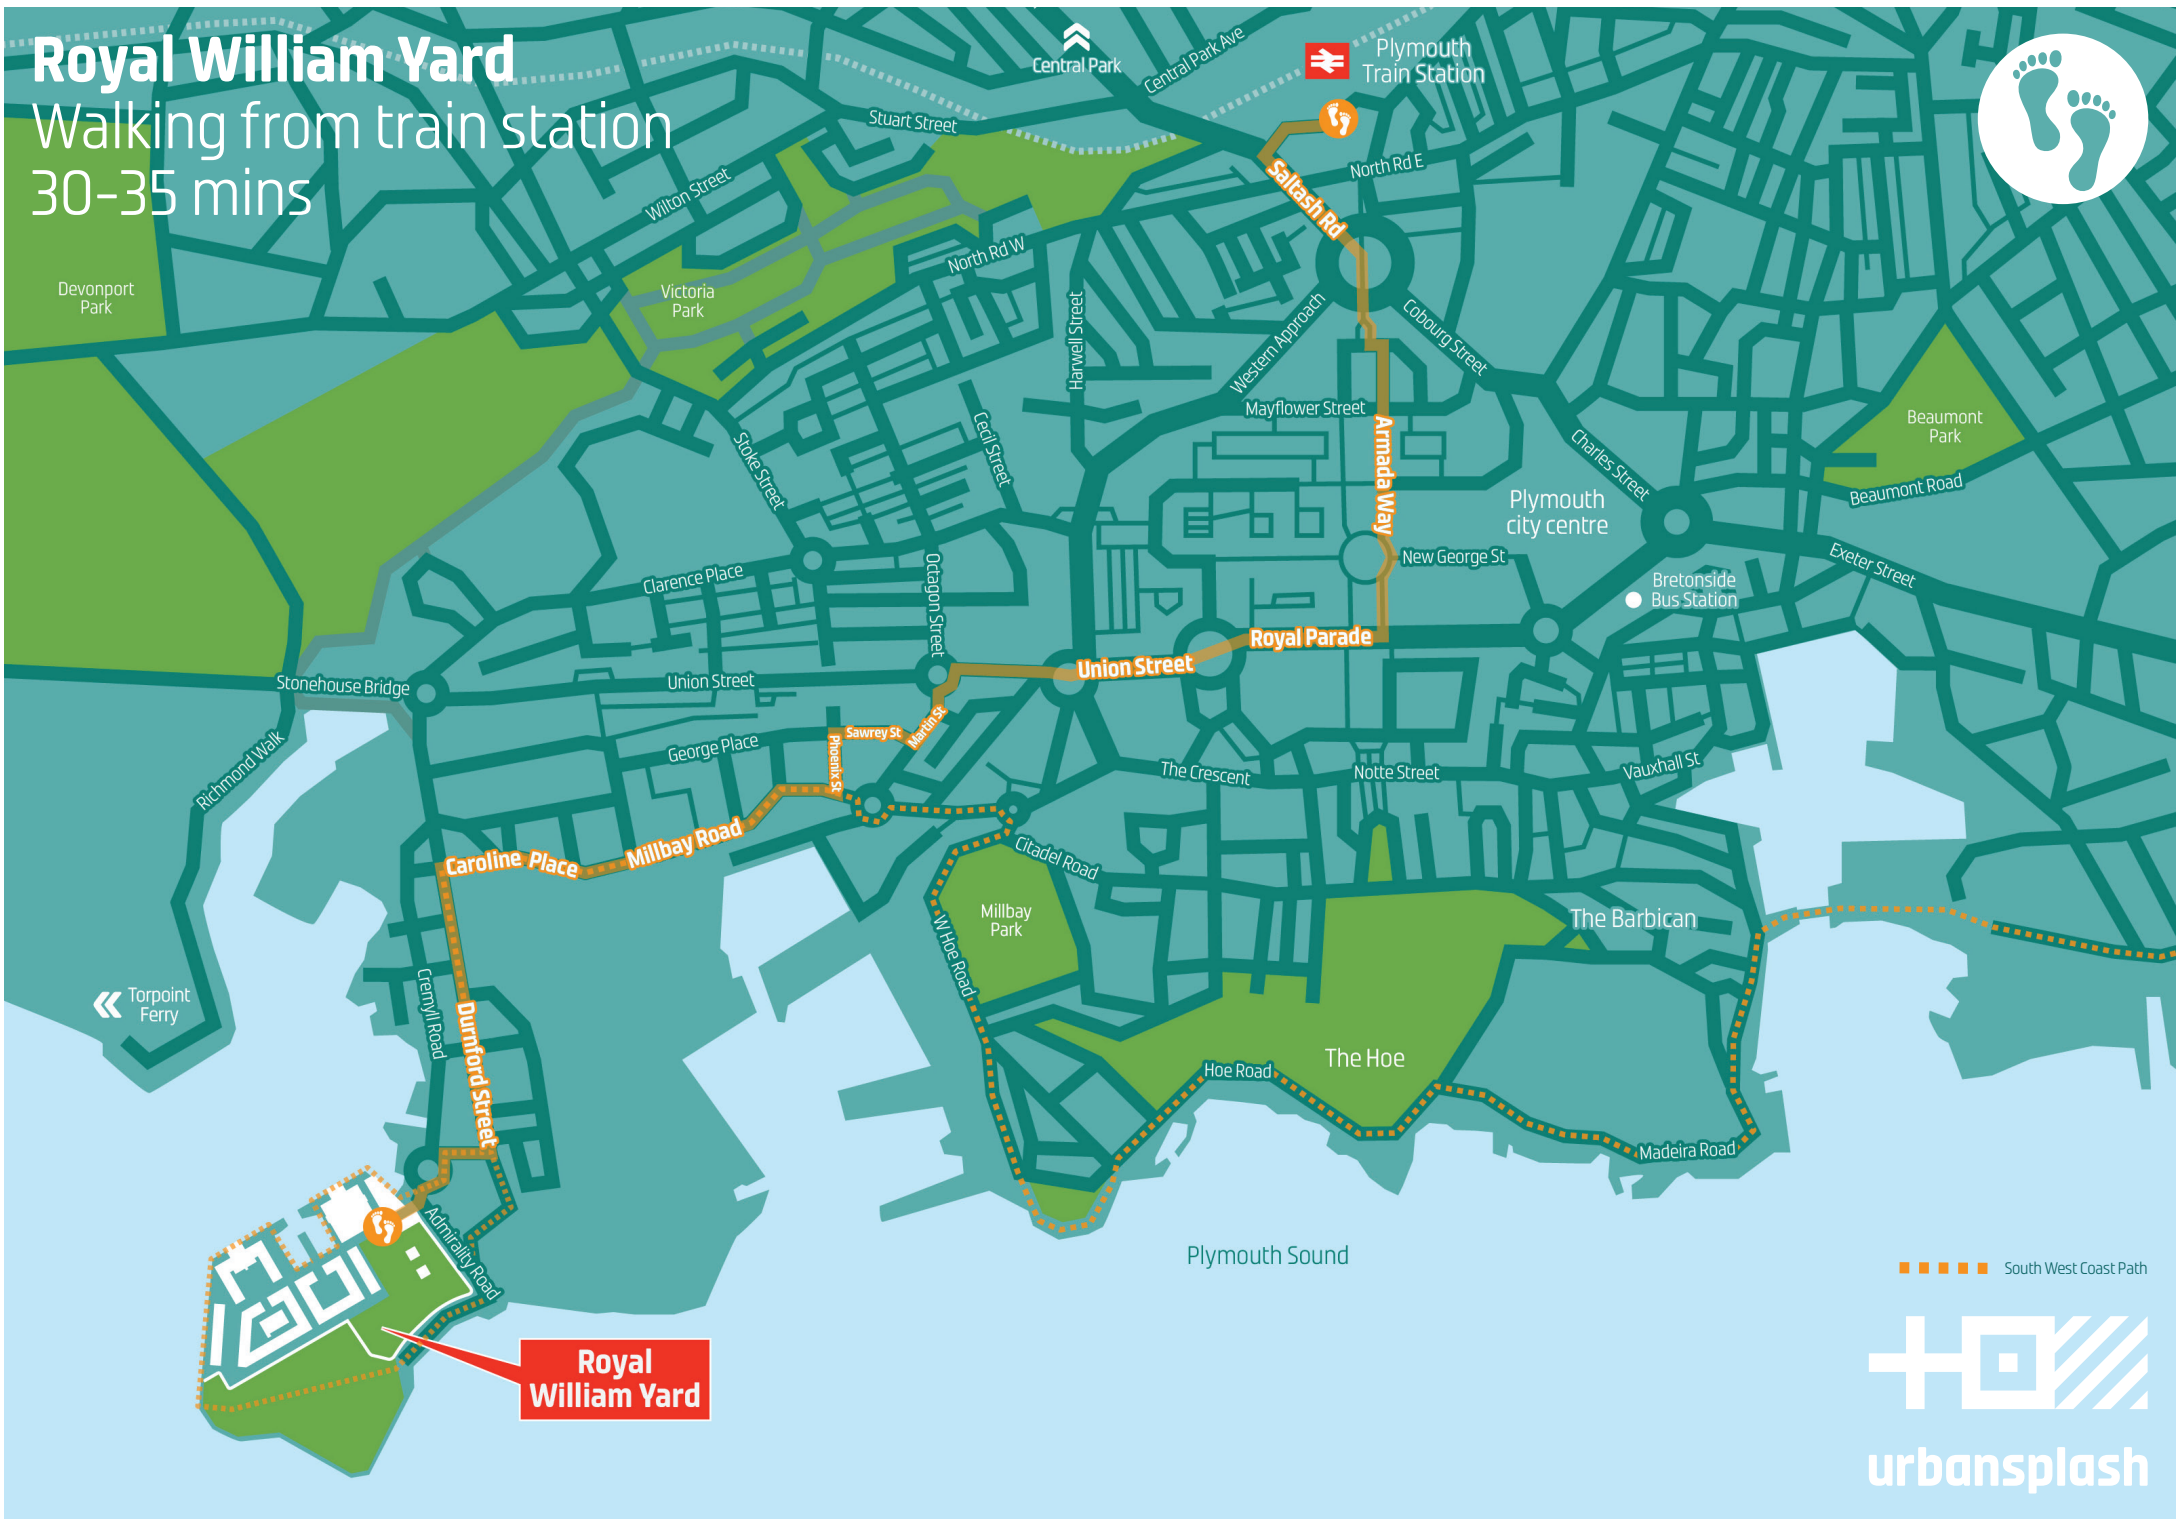 Royal William Yard
Walking from train station
30-35 mins
Central Park
Central Park Ave
Plymouth
Train Station
Stuart Street
North Rd E
Saltash Rd
Wilton Street
North Rd W
Devonport
Park
Victoria
Park
Harwell Street
Western Approach
Cobourg Street
Mayflower Street
Armada Way
Beaumont
Park
Charles Street
Beaumont Road
Stoke Street
Cecil Street
Plymouth
city centre
New George St
Exeter Street
Bretonside
Bus Station
Clarence Place
Octagon Street
Royal Parade
Union Street
Stonehouse Bridge
Union Street
Martin St
Sawrey St
Phoenix St
George Place
Richmond Walk
The Crescent
Notte Street
Vauxhall St
Millbay Road
Caroline Place
Citadel Road
Millbay
Park
The Barbican
W Hoe Road
Cremyll Road
Torpoint
Ferry
Durnford Street
The Hoe
Hoe Road
Madeira Road
Admirality Road
Plymouth Sound
South West Coast Path
Royal
William Yard
urbansplash